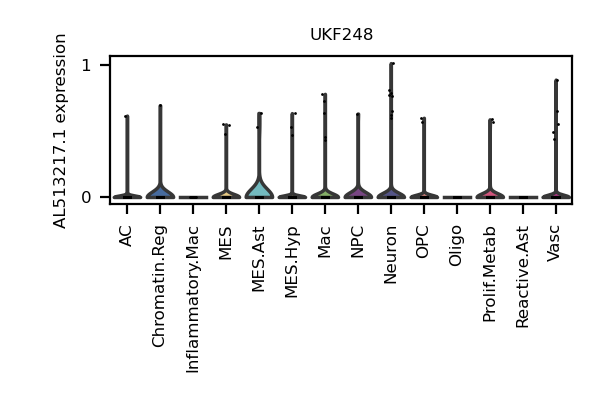 UKF248
AL513217.1 expression
1
0
AC
Chromatin.Reg
Inflammatory.Mac
MES
MES.Ast
MES.Hyp
Mac
NPC
Neuron
OPC
Oligo
Prolif.Metab
Reactive.Ast
Vasc